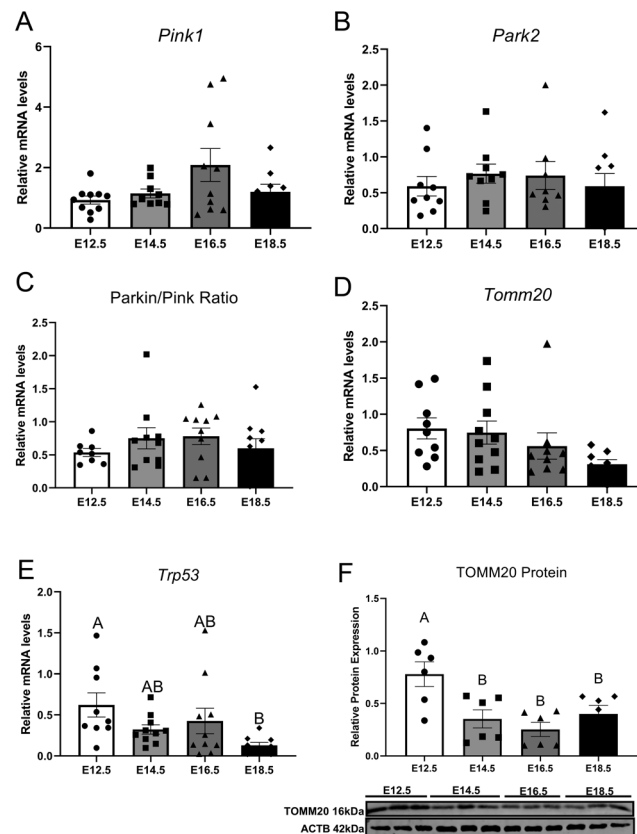 A
Pink1
Relative mRNA levels
6
4
2
0
E12.5 E14.5 E16.5 E18.5
B
Park2
Relative mRNA levels
2.5
2.0
1.5
1.0
0.5
0.0
E12.5 E14.5 E16.5 E18.5
C
Parkin/Pink Ratio
Relative mRNA levels
2.5
2.0
1.5
1.0
0.5
0.0
E12.5 E14.5 E16.5 E18.5
D
Tomm20
Relative mRNA levels
2.5
2.0
1.5
1.0
0.5
0.0
E12.5 E14.5 E16.5 E18.5
E
Trp53
Relative mRNA levels
2.0
1.5
1.0
0.5
0.0
A
AB
AB
B
E12.5 E14.5 E16.5 E18.5
F
TOMM20 Protein
Relative Protein Expression
1.5
1.0
0.5
0.0
A
B
B
B
E12.5 E14.5 E16.5 E18.5
E12.5 E14.5 E16.5 E18.5
TOMM20 16kDa
ACTB 42kDa